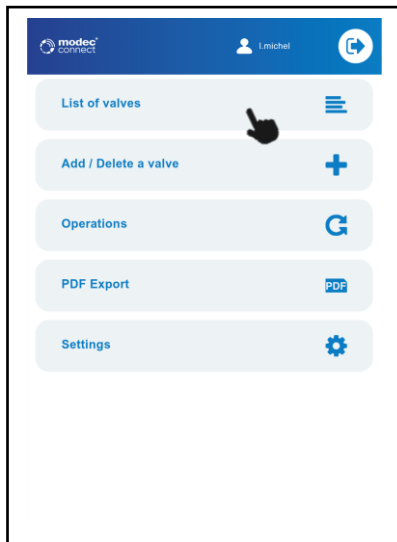 modec®
connect
l.michel
List of valves
Add / Delete a valve
Operations
PDF Export
PDF
Settings